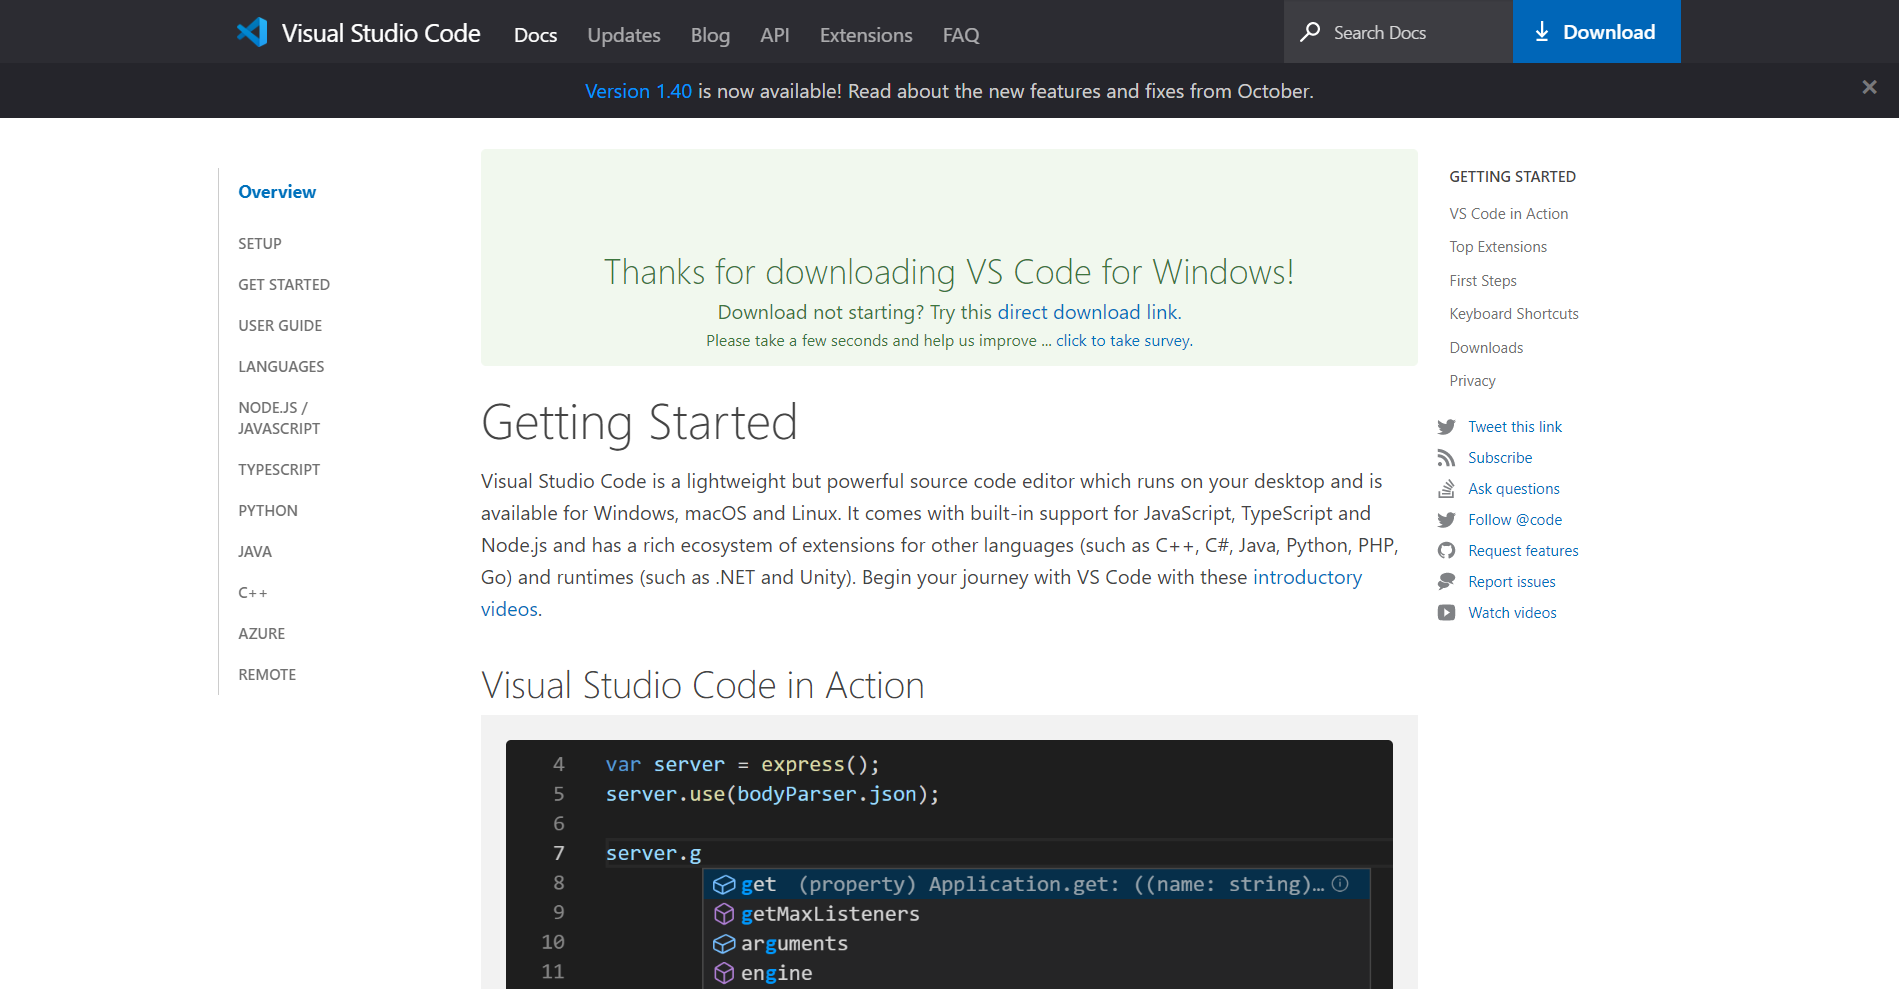 Visual Studio Code
Docs
Updates
Blog
API
Extensions
FAQ
Search Docs
Download
Version 1.40 is now available! Read about the new features and fixes from October.
Overview
SETUP
GET STARTED
USER GUIDE
LANGUAGES
NODE.JS /
JAVASCRIPT
TYPESCRIPT
PYTHON
JAVA
C++
AZURE
REMOTE
Thanks for downloading VS Code for Windows!
Download not starting? Try this direct download link.
Please take a few seconds and help us improve ... click to take survey.
Getting Started
Visual Studio Code is a lightweight but powerful source code editor which runs on your desktop and is
available for Windows, macOS and Linux. It comes with built-in support for JavaScript, TypeScript and
Node.js and has a rich ecosystem of extensions for other languages (such as C++, C#, Java, Python, PHP,
Go) and runtimes (such as .NET and Unity). Begin your journey with VS Code with these introductory
videos.
Visual Studio Code in Action
4 var server = express();
5 server.use(bodyParser.json);
6
7 server.g
8 get (property) Application.get: ((name: string)...
9 getMaxListeners
10 arguments
11 engine
GETTING STARTED
VS Code in Action
Top Extensions
First Steps
Keyboard Shortcuts
Downloads
Privacy
Tweet this link
Subscribe
Ask questions
Follow @code
Request features
Report issues
Watch videos